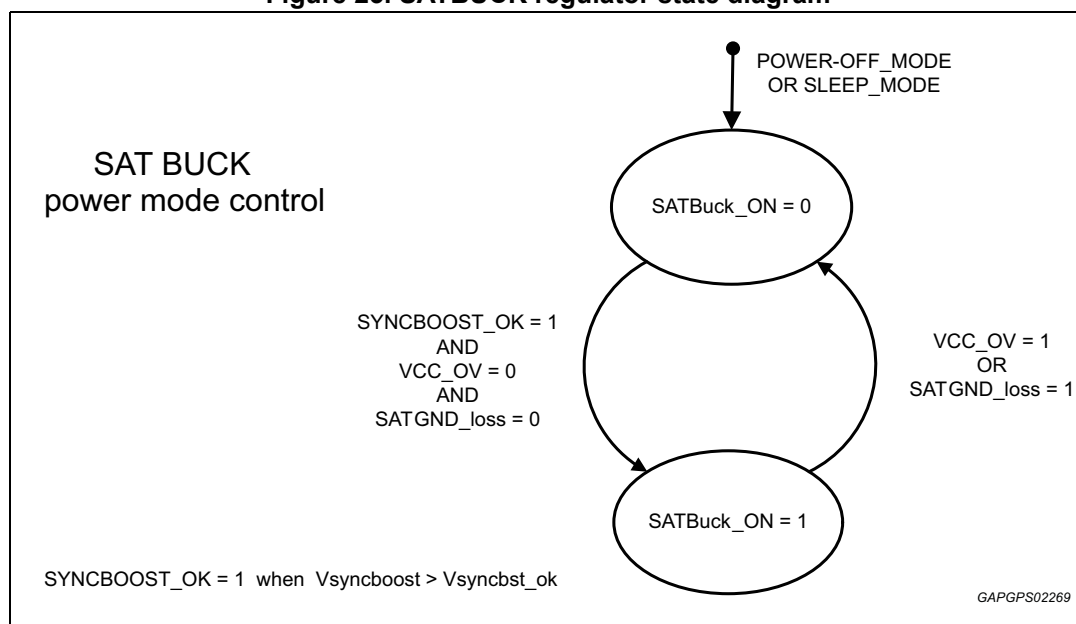 POWER-OFF_MODE
OR SLEEP_MODE
SAT BUCK
power mode control
SATBuck_ON = 0
SYNCBOOST_OK = 1
AND
VCC_OV = 0
AND
SATGND_loss = 0
VCC_OV = 1
OR
SATGND_loss = 1
SATBuck_ON = 1
SYNCBOOST_OK = 1 when Vsyncboost > Vsyncbst_ok
GAPGPS02269